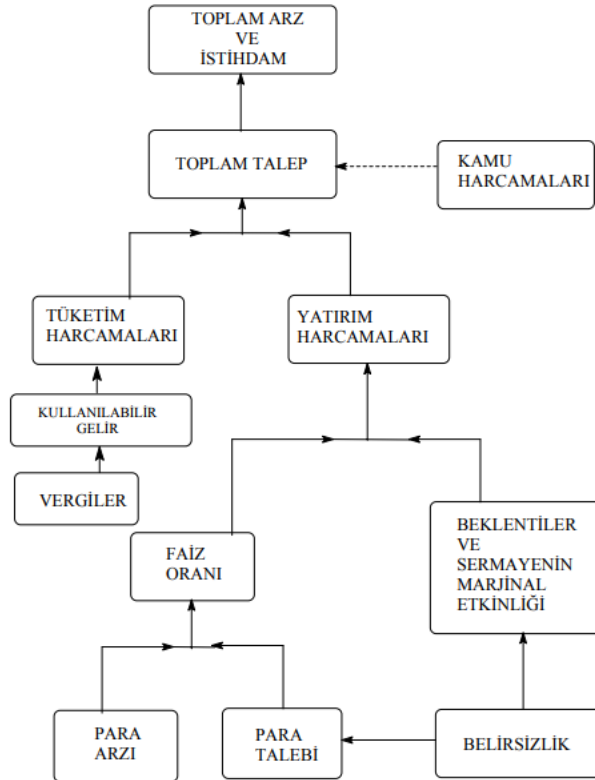 TOPLAM ARZ
VE
İSTİHDAM
TOPLAM TALEP
KAMU
HARCAMALARI
TÜKETİM
HARCAMALARI
YATIRIM
HARCAMALARI
KULLANILABİLİR
GELİR
VERGİLER
FAİZ
ORANI
BEKLENTİLER
VE
SERMAYENİN
MARJİNAL
ETKİNLİĞİ
PARA
ARZI
PARA
TALEBİ
BELİRSİZLİK